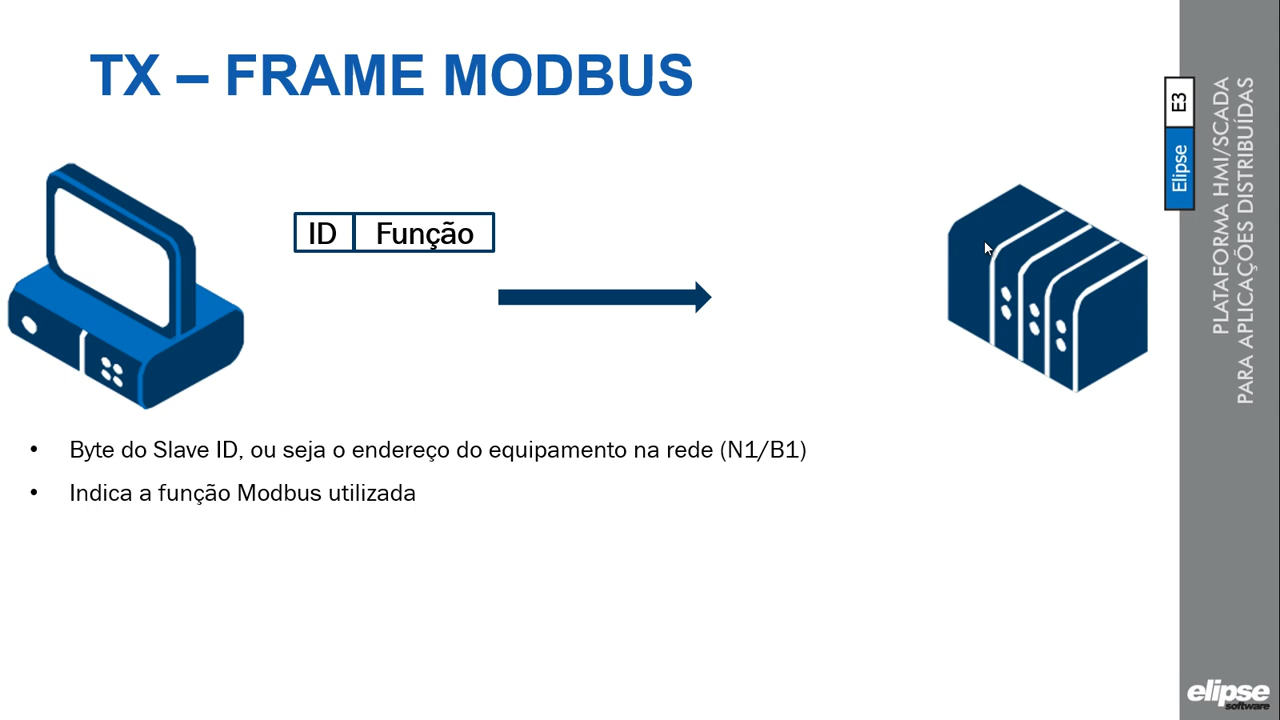 TX – FRAME MODBUS
ID Função
• Byte do Slave ID, ou seja o endereço do equipamento na rede (N1/B1)
• Indica a função Modbus utilizada
Elipse E3
PLATAFORMA HMI/SCADA
PARA APLICAÇÕES DISTRIBUÍDAS
elipse
software